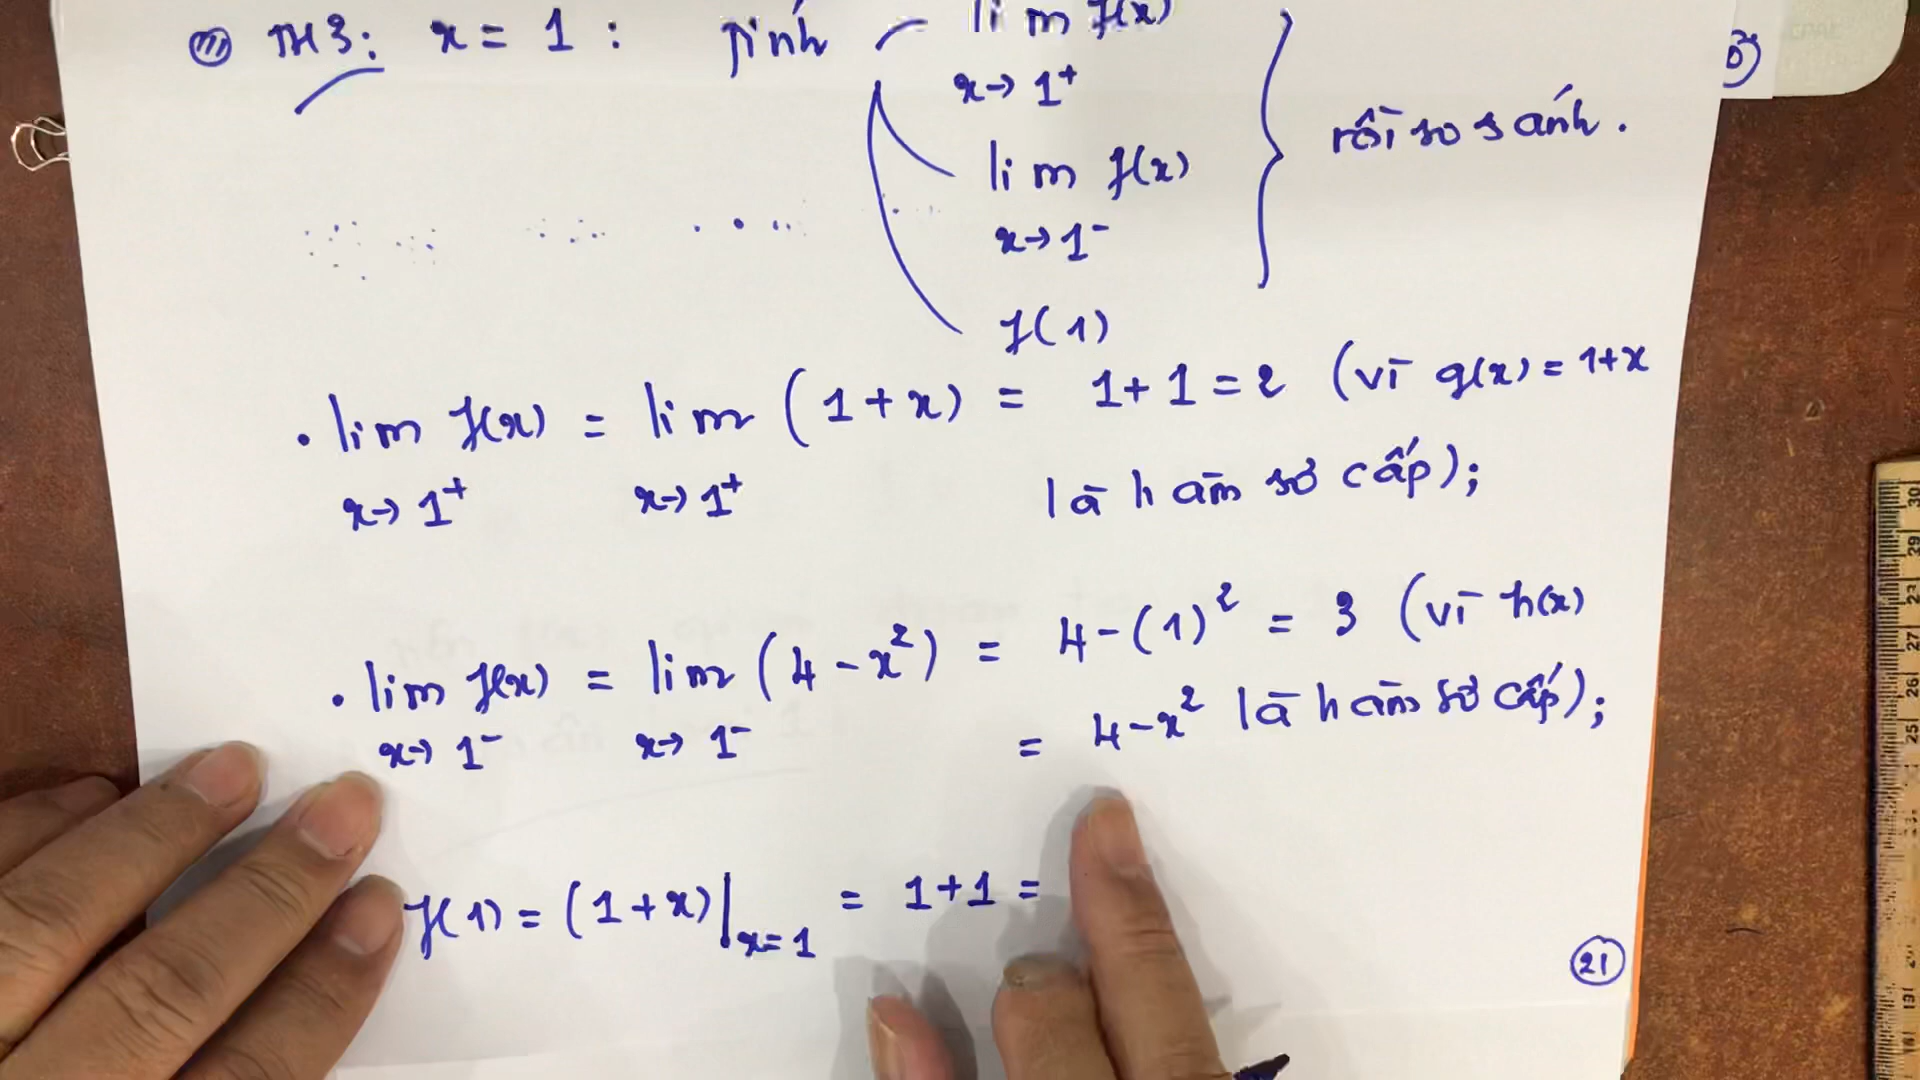 TH3: x = 1 : Tính lim f(x)
x→1⁺
lim f(x)
x→1⁻
f(1)
rồi so sánh.
• lim f(x) = lim (1+x) = 1+1 = 2 (vì g(x) = 1+x
x→1⁺ x→1⁺ là hàm sơ cấp);
• lim f(x) = lim (4-x²) = 4-(1)² = 3 (vì h(x)
x→1⁻ x→1⁻ = 4-x² là hàm sơ cấp);
f(1) = (1+x)|x=1 = 1+1 =
21